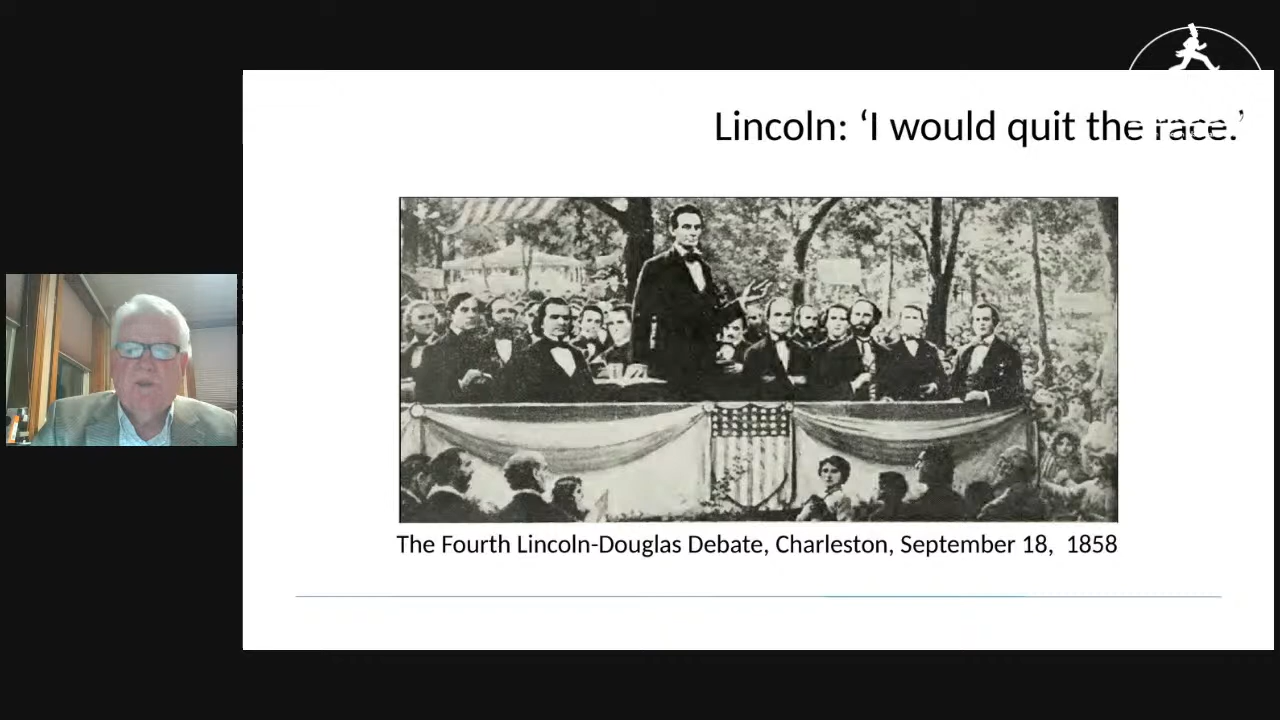 Lincoln: ‘I would quit the race.’
The Fourth Lincoln-Douglas Debate, Charleston, September 18, 1858